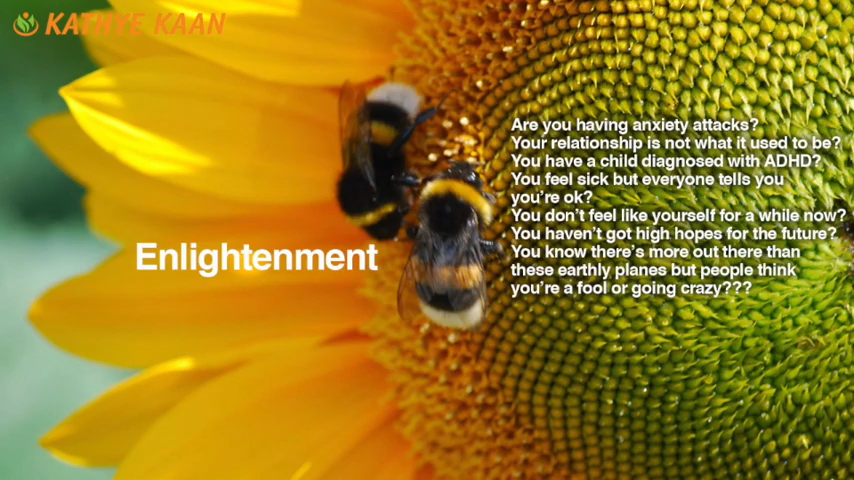 KATHYE KAAN
Enlightenment
Are you having anxiety attacks?
Your relationship is not what it used to be?
You have a child diagnosed with ADHD?
You feel sick but everyone tells you
you're ok?
You don't feel like yourself for a while now?
You haven't got high hopes for the future?
You know there's more out there than
these earthly planes but people think
you're a fool or going crazy???